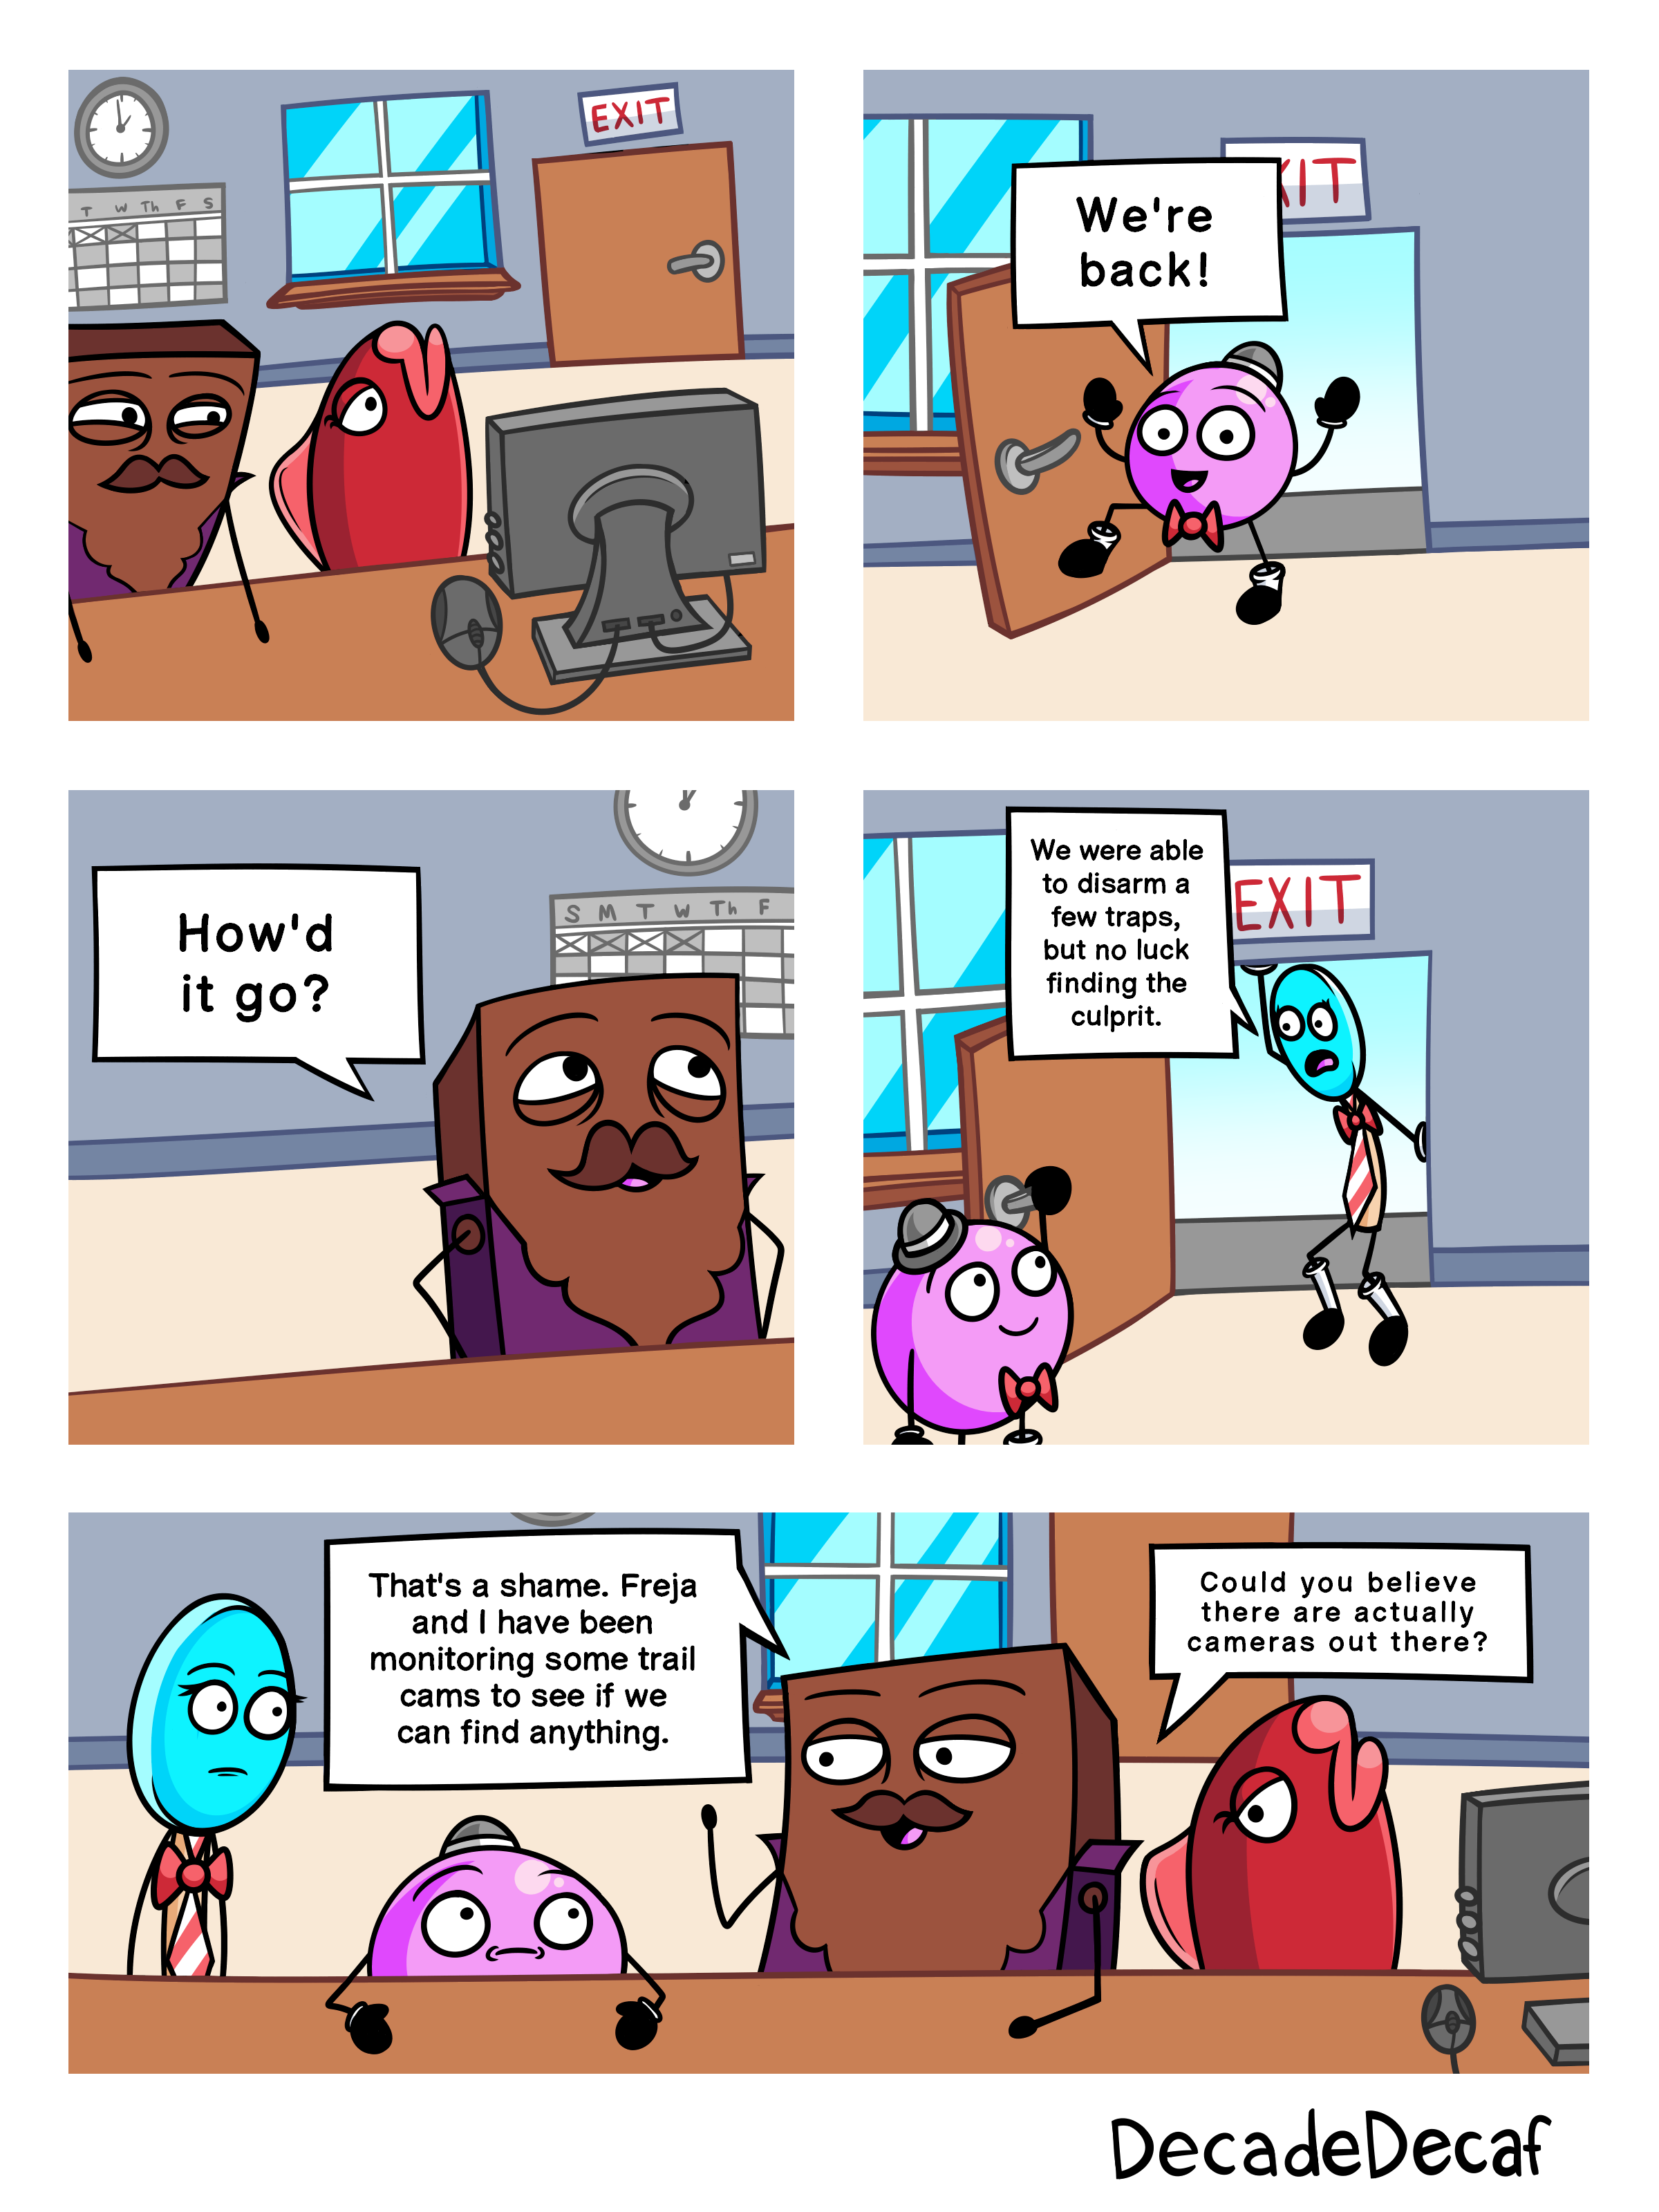 EXIT
T W Th F S
We're
back!
XIT
How'd
it go?
S M T W Th F
We were able
to disarm a
few traps,
but no luck
finding the
culprit.
EXIT
That's a shame. Freja
and I have been
monitoring some trail
cams to see if we
can find anything.
Could you believe
there are actually
cameras out there?
DecadeDecaf